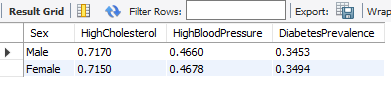 Result Grid Filter Rows: Export: Wrap
Sex HighCholesterol HighBloodPressure DiabetesPrevalence
Male 0.7170 0.4660 0.3453
Female 0.7150 0.4678 0.3494